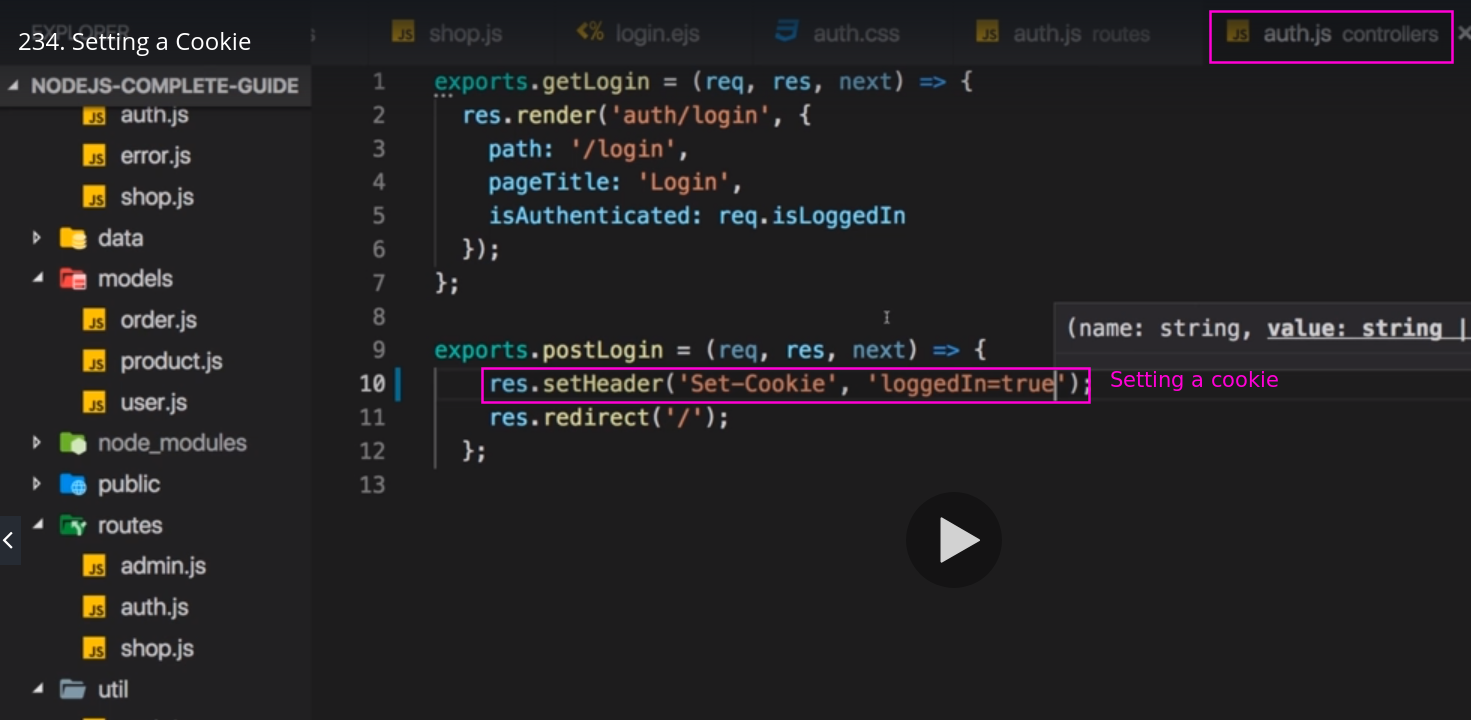 EXPLORER
234. Setting a Cookie
s
shop.js
login.ejs
auth.css
auth.js routes
auth.js controllers
NODEJS-COMPLETE-GUIDE
auth.js
error.js
shop.js
data
models
order.js
product.js
user.js
node_modules
public
routes
admin.js
auth.js
shop.js
util
1 exports.getLogin = (req, res, next) => {
2 res.render('auth/login', {
3 path: '/login',
4 pageTitle: 'Login',
5 isAuthenticated: req.isLoggedIn
6 });
7 };
8
(name: string, value: string |
9 exports.postLogin = (req, res, next) => {
10 res.setHeader('Set-Cookie', 'loggedIn=true');
Setting a cookie
11 res.redirect('/');
12 };
13